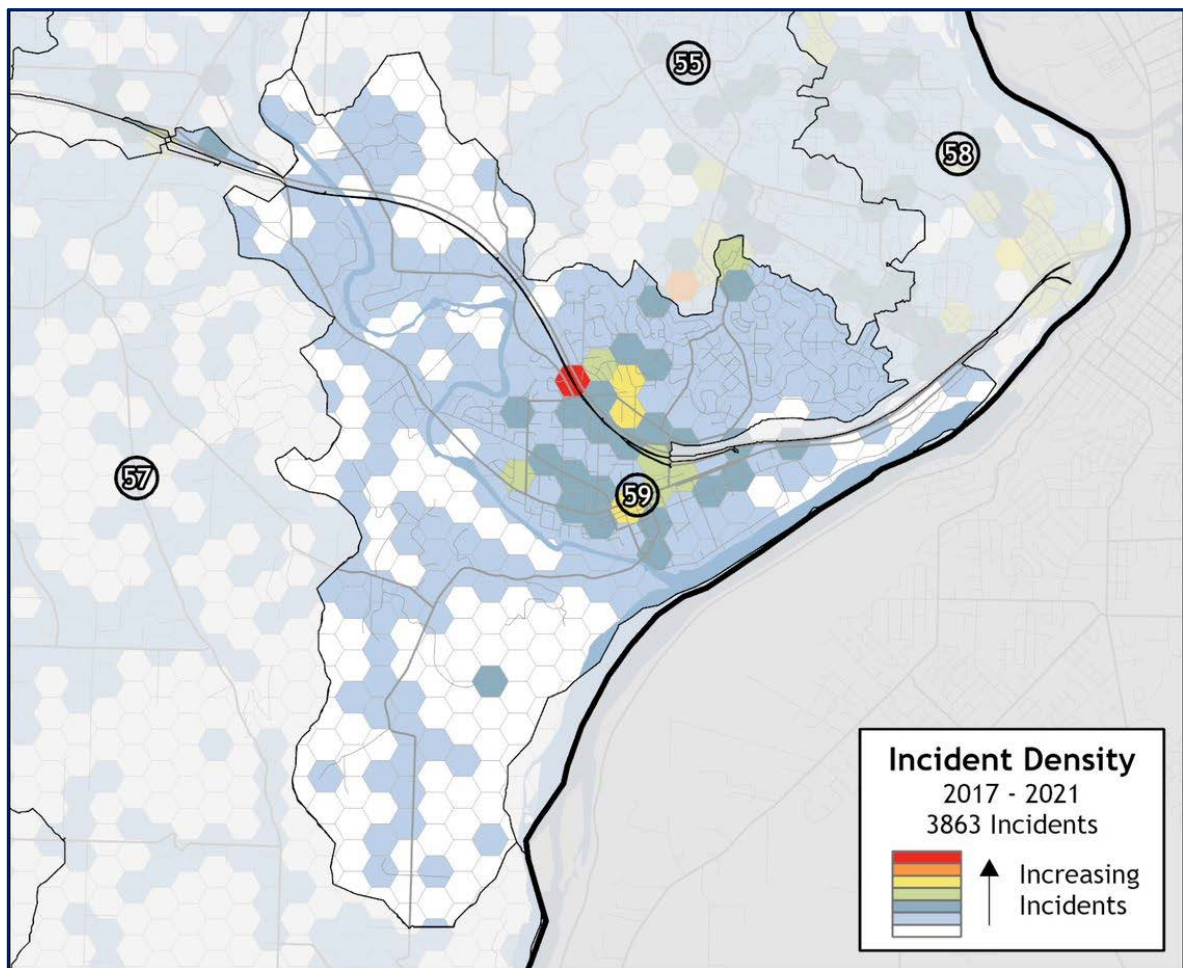 55
58
57
59
Incident Density
2017 - 2021
3863 Incidents
Increasing
Incidents